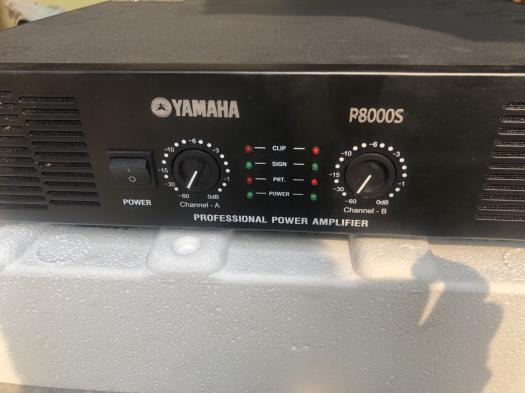 YAMAHA
P8000S
-60 -30 -15 -10 -6 -3 -1 0dB
Channel - A
CLIP
SIGN
PRT.
POWER
-60 -30 -15 -10 -6 -3 -1 0dB
Channel - B
POWER
PROFESSIONAL POWER AMPLIFIER